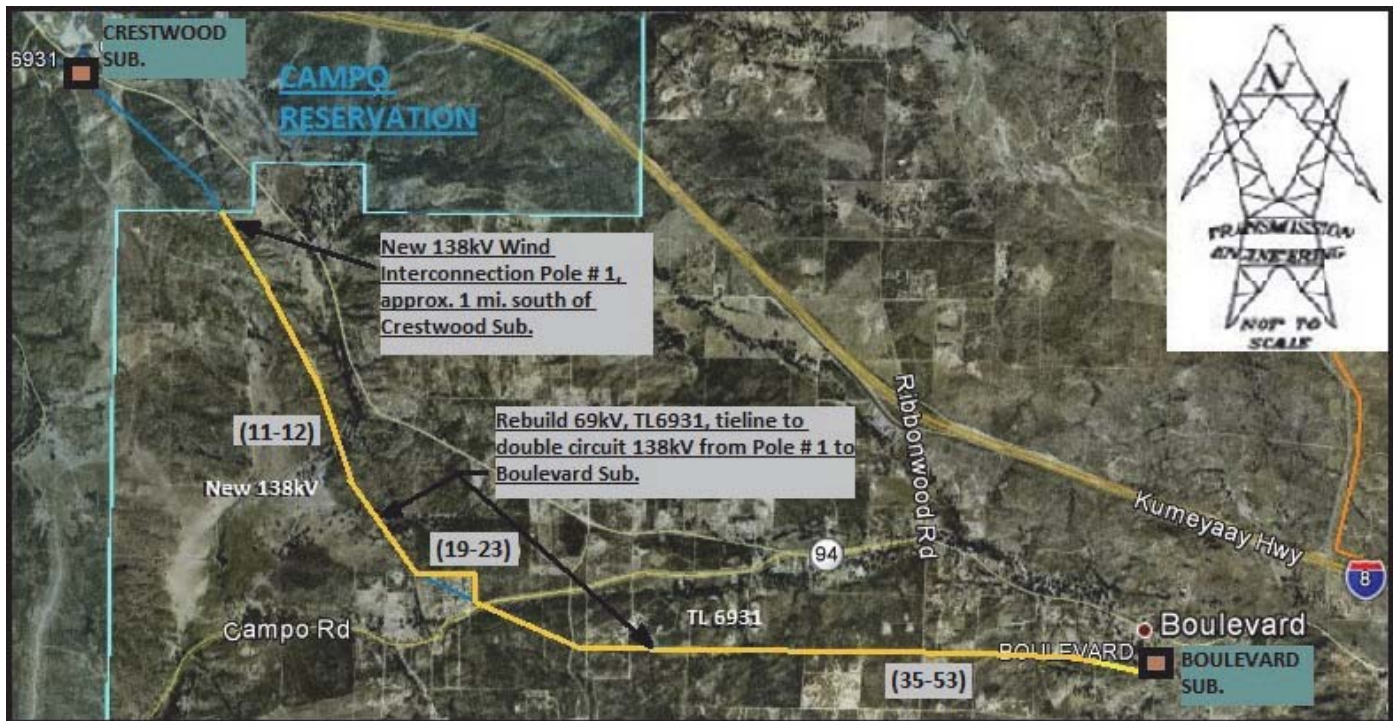 CRESTWOOD
SUB.
6931
CAMPO
RESERVATION
N
TRANSMISSION
ENGINEERING
NOT TO
SCALE
New 138kV Wind
Interconnection Pole # 1,
approx. 1 mi. south of
Crestwood Sub.
Rebuild 69kV, TL6931, tieline to
double circuit 138kV from Pole # 1 to
Boulevard Sub.
(11-12)
New 138kV
(19-23)
Ribbonwood Rd
Kumeyaay Hwy
94
8
Campo Rd
TL 6931
Boulevard
BOULEVARD
BOULEVARD
SUB.
(35-53)